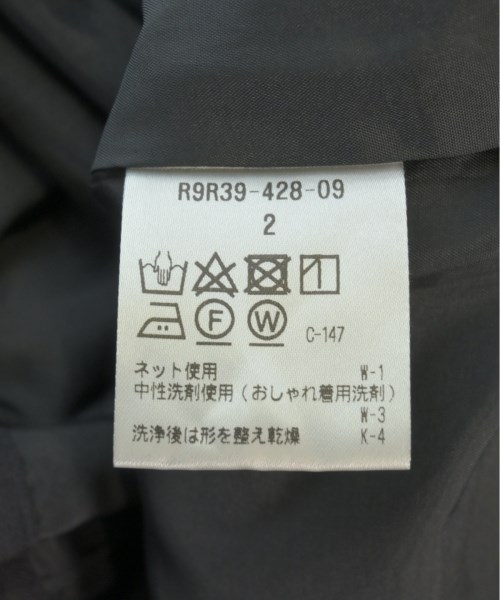 R9R39-428-09
2
F W C-147
ネット使用 W-1
中性洗剤使用(おしゃれ着用洗剤)
W-3
洗浄後は形を整え乾燥 K-4